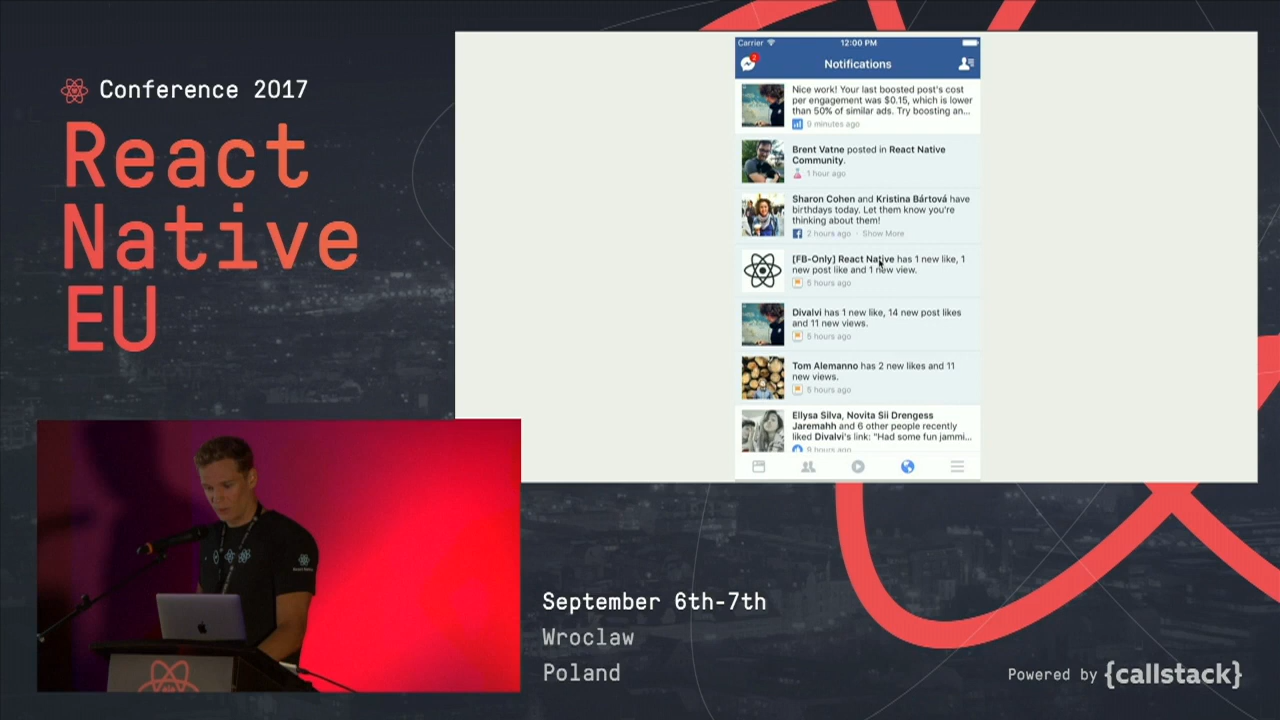 Conference 2017
React
Native
EU
Carrier
12:00 PM
2
Notifications
Nice work! Your last boosted post's cost
per engagement was $0.15, which is lower
than 50% of similar ads. Try boosting an...
9 minutes ago
Brent Vatne posted in React Native
Community.
1 hour ago
Sharon Cohen and Kristina Bártová have
birthdays today. Let them know you're
thinking about them!
2 hours ago · Show More
[FB-Only] React Native has 1 new like, 1
new post like and 1 new view.
5 hours ago
Divalvi has 1 new like, 14 new post likes
and 11 new views.
5 hours ago
Tom Alemanno has 2 new likes and 11
new views.
5 hours ago
Ellysa Silva, Novita Sii Drengess
Jaremahh and 6 other people recently
liked Divalvi's link: "Had some fun jammi...
9 hours ago
September 6th-7th
Wroclaw
Poland
Powered by {callstack}